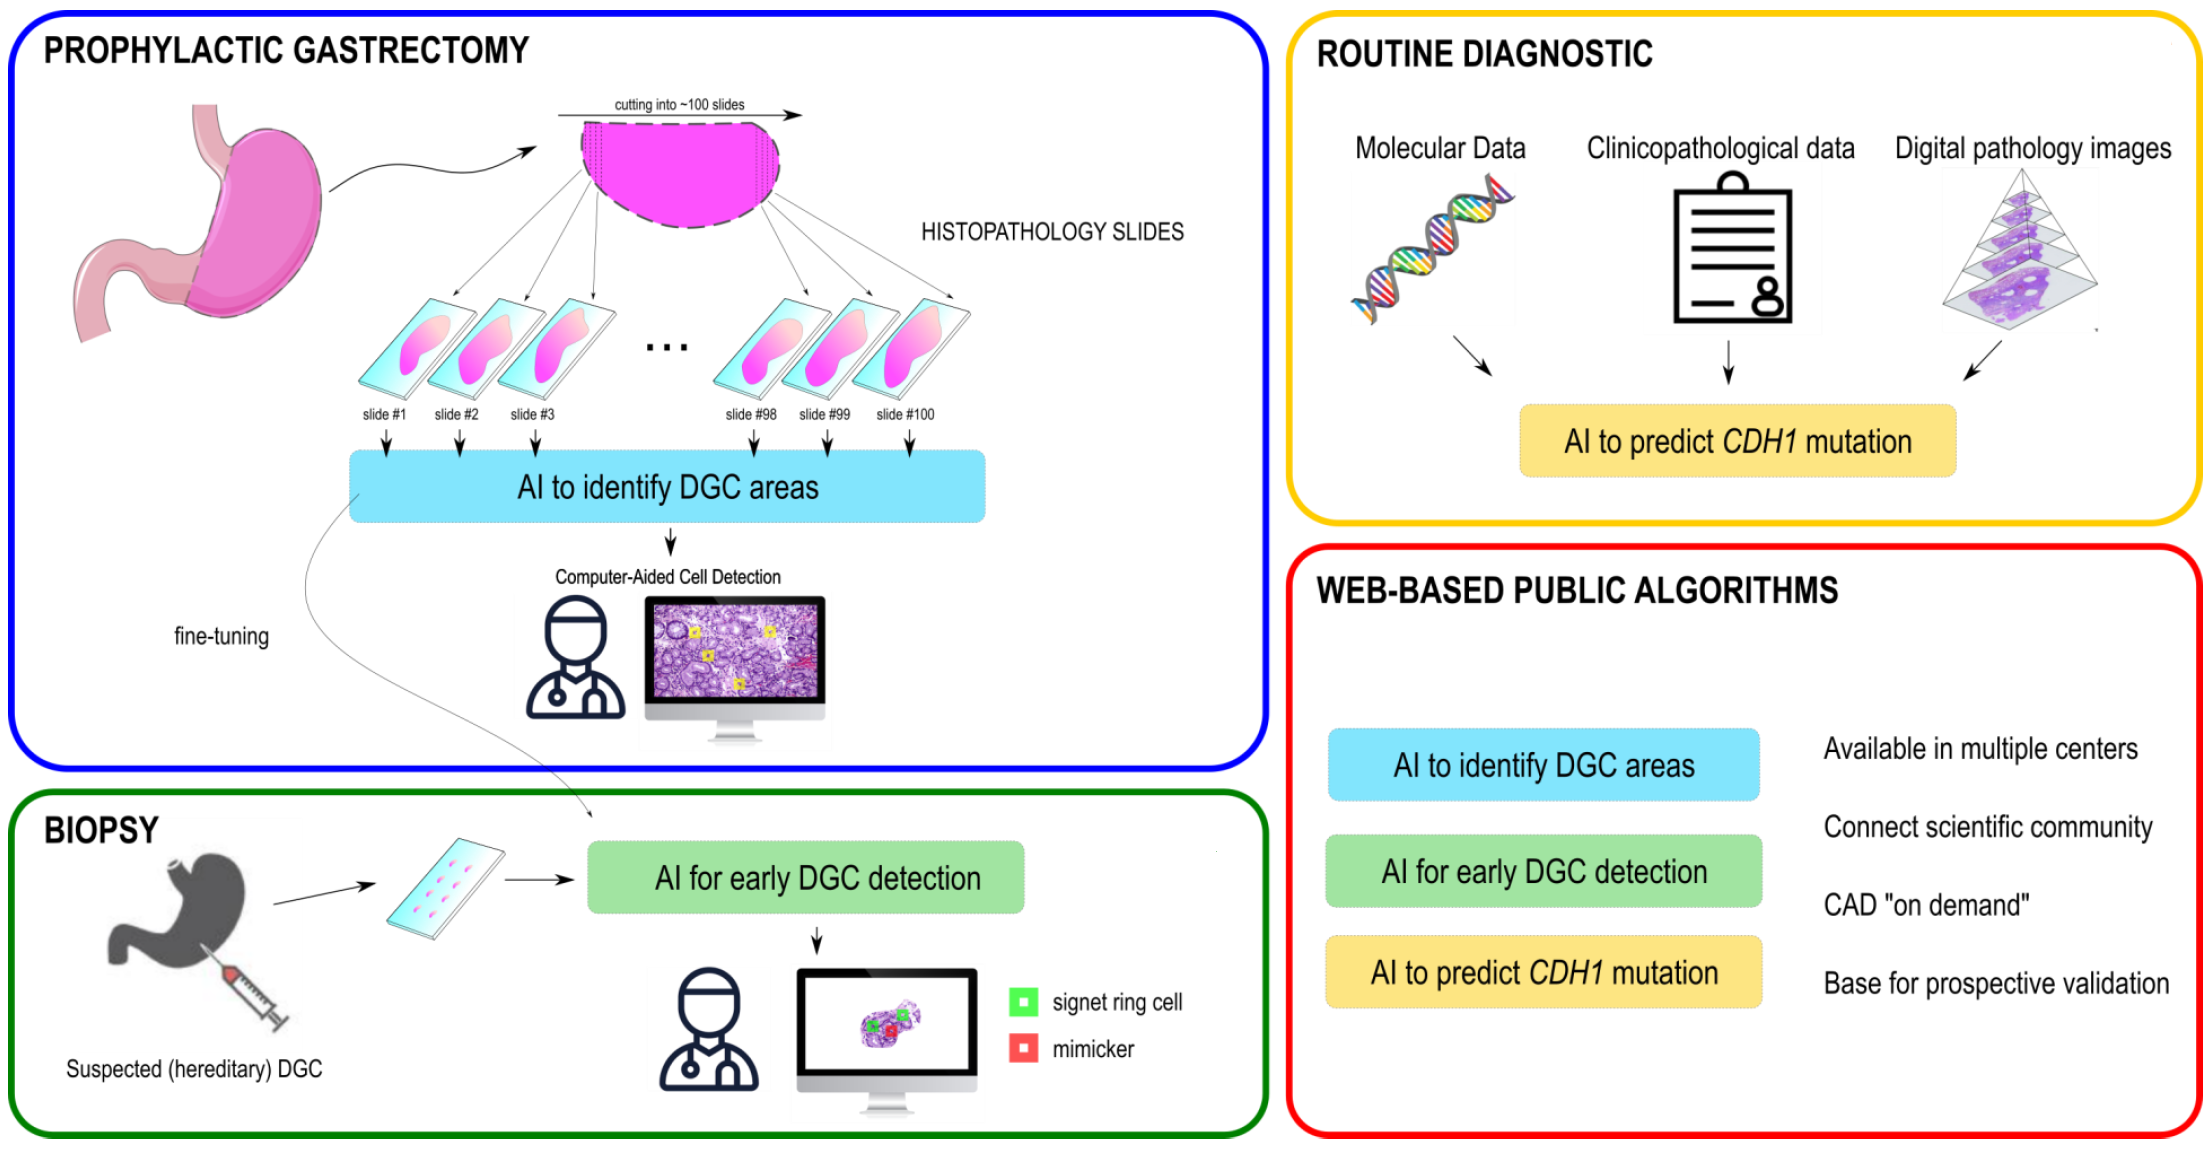 PROPHYLACTIC GASTRECTOMY
cutting into ~100 slides
HISTOPATHOLOGY SLIDES
...
slide #1
slide #2
slide #3
slide #98
slide #99
slide #100
AI to identify DGC areas
Computer-Aided Cell Detection
fine-tuning
BIOPSY
AI for early DGC detection
signet ring cell
mimicker
Suspected (hereditary) DGC
ROUTINE DIAGNOSTIC
Molecular Data
Clinicopathological data
Digital pathology images
AI to predict CDH1 mutation
WEB-BASED PUBLIC ALGORITHMS
AI to identify DGC areas
AI for early DGC detection
AI to predict CDH1 mutation
Available in multiple centers
Connect scientific community
CAD "on demand"
Base for prospective validation